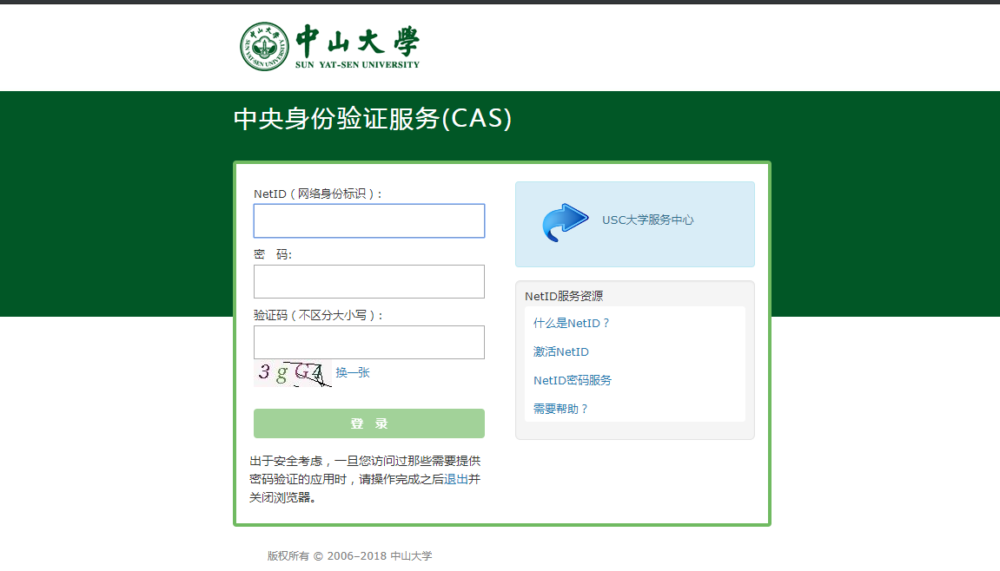 中山大學
SUN YAT-SEN UNIVERSITY
中央身份验证服务(CAS)
NetID（网络身份标识）:
密　码:
验证码（不区分大小写）:
3gG4 换一张
登 录
出于安全考虑，一旦您访问过那些需要提供
密码验证的应用时，请操作完成之后退出并
关闭浏览器。
USC大学服务中心
NetID服务资源
什么是NetID？
激活NetID
NetID密码服务
需要帮助？
版权所有 © 2006–2018 中山大学